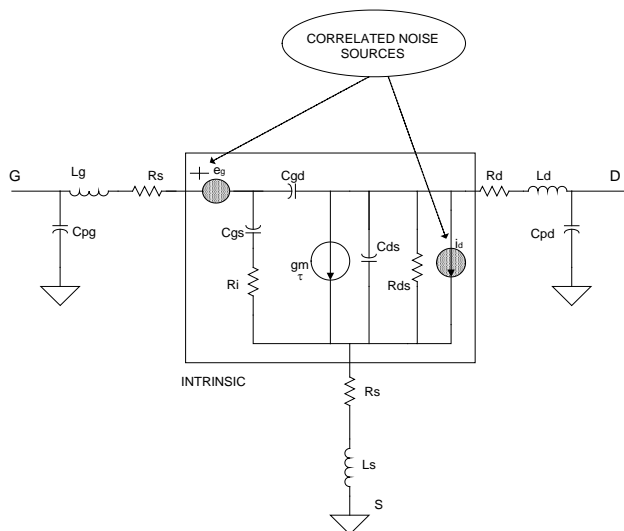 CORRELATED NOISE
SOURCES
G
Lg
Rs
eg
Cgd
Rd
Ld
D
Cpg
Cgs
Ri
gm
τ
Cds
Rds
id
Cpd
INTRINSIC
Rs
Ls
S